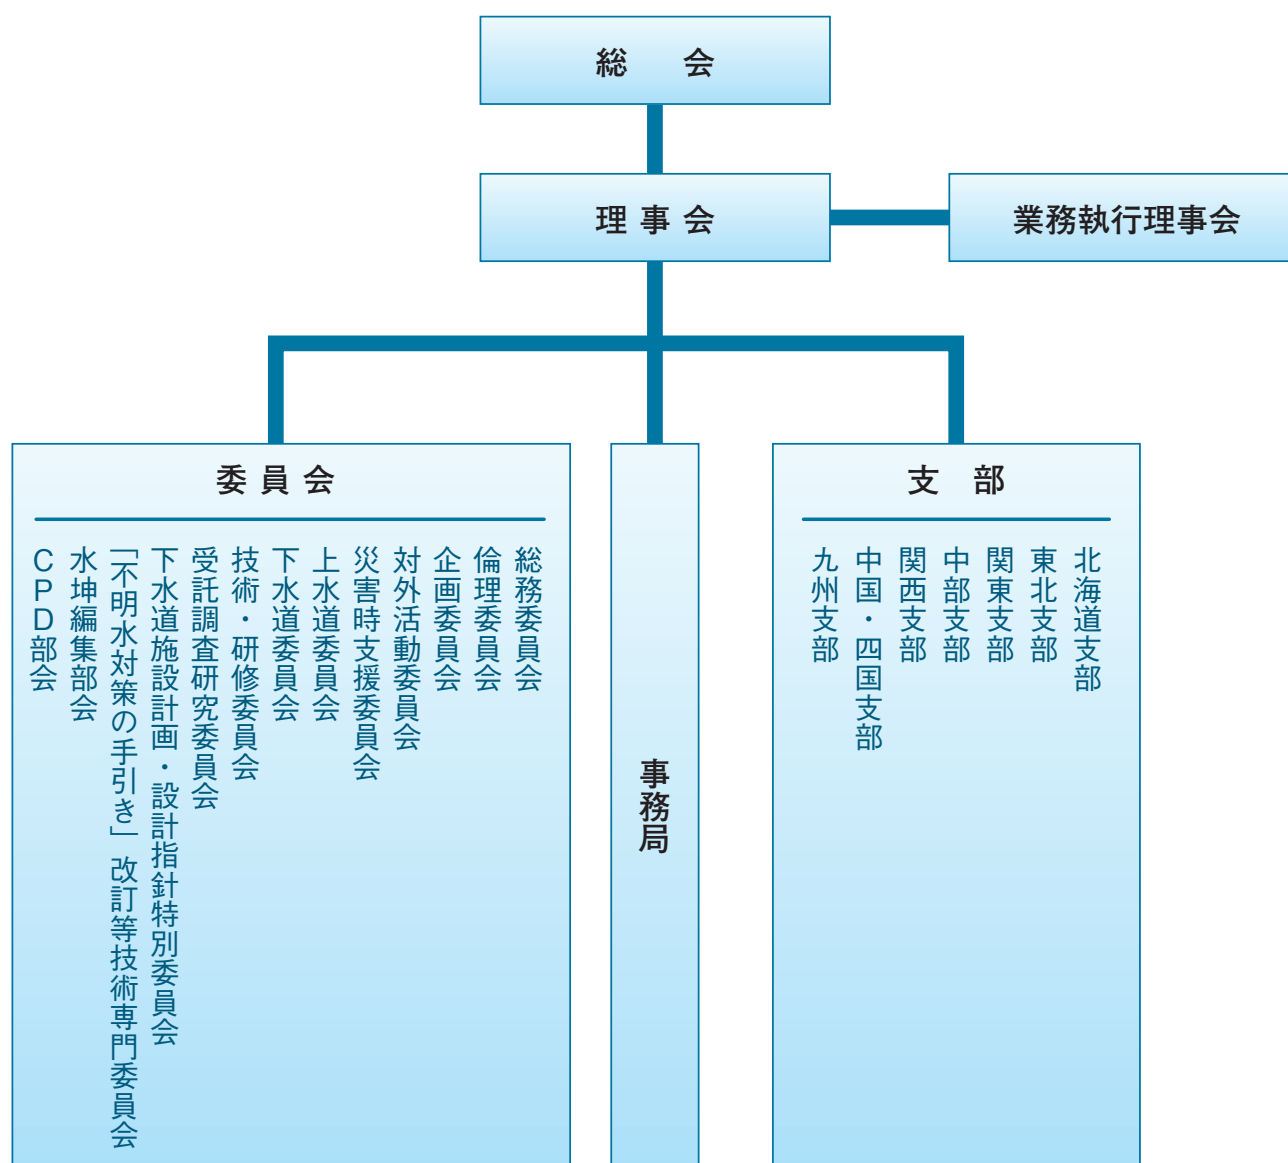 総　会
理事会
業務執行理事会
委員会
総務委員会
倫理委員会
企画委員会
対外活動委員会
災害時支援委員会
上水道委員会
下水道委員会
技術・研修委員会
受託調査研究委員会
下水道施設計画・設計指針特別委員会
「不明水対策の手引き」改訂等技術専門委員会
水坤編集部会
ＣＰＤ部会
事務局
支　部
北海道支部
東北支部
関東支部
中部支部
関西支部
中国・四国支部
九州支部